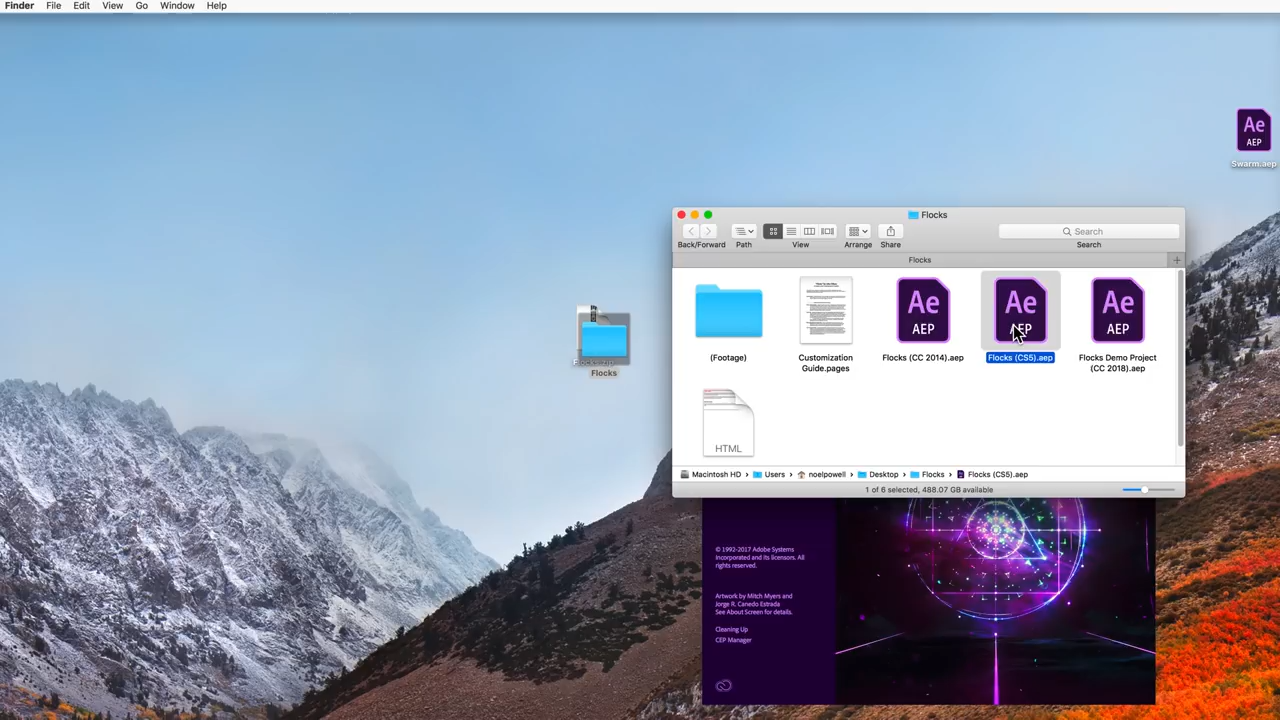 Finder File Edit View Go Window Help
Ae
AEP
Swarm.aep
Flocks
Back/Forward Path View Arrange Share
Search
Search
Flocks
Ae
AEP
Ae
AEP
Ae
AEP
(Footage)
Customization
Guide.pages
Flocks (CC 2014).aep
Flocks (CS5).aep
Flocks Demo Project
(CC 2018).aep
Flocks.zip
Flocks
HTML
Macintosh HD Users noelpowell Desktop Flocks Flocks (CS5).aep
1 of 6 selected, 488.07 GB available
© 1992-2017 Adobe Systems
Incorporated and its licensors. All
rights reserved.
Artwork by Mitch Myers and
Jorge R. Canedo Estrada
See About Screen for details.
Cleaning Up
CEP Manager